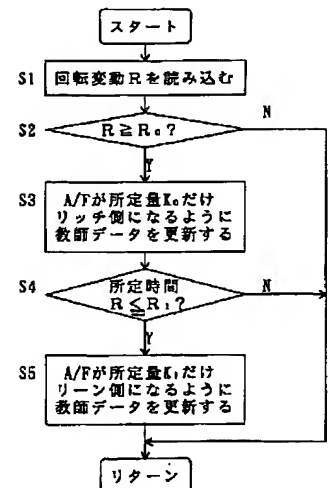 スタート
S1 回転変動Rを読み込む
N
S2 R≧R₀?
Y
S3 A/Fが所定量K₀だけ
リッチ側になるように
教師データを更新する
S4 所定時間 N
R≦R₁?
Y
S5 A/Fが所定量K₁だけ
リーン側になるように
教師データを更新する
リターン